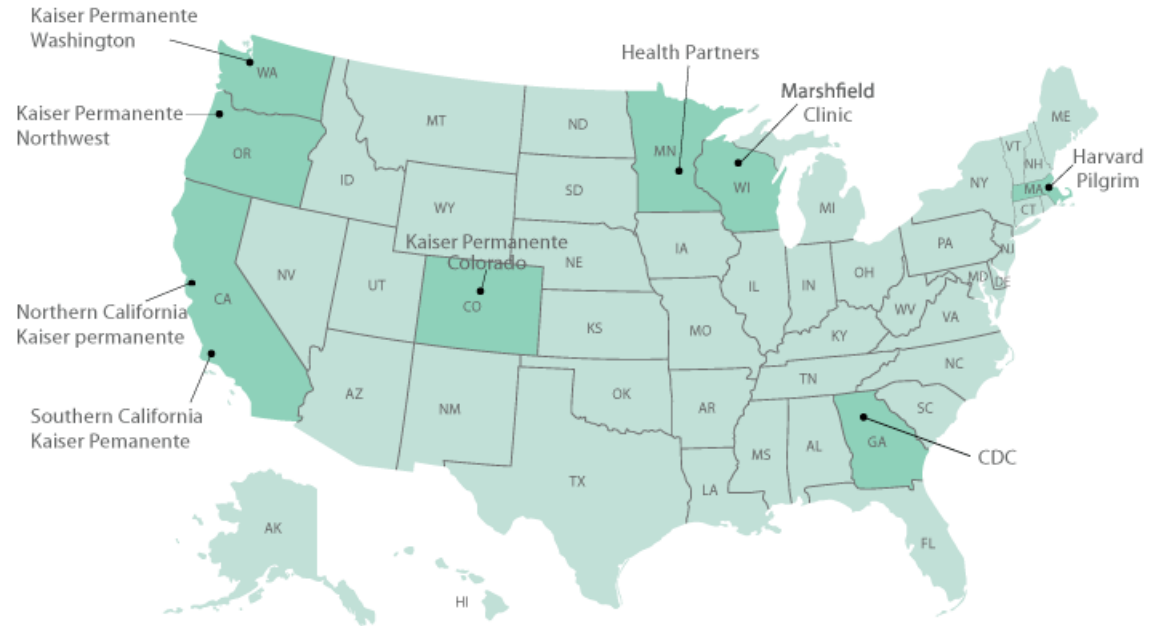 Kaiser Permanente
Washington
Health Partners
Marshfield
Clinic
Kaiser Permanente
Northwest
Harvard
Pilgrim
Kaiser Permanente
Colorado
Northern California
Kaiser permanente
Southern California
Kaiser Pemanente
CDC
WA
OR
CA
ID
NV
MT
WY
UT
CO
AZ
NM
ND
SD
NE
KS
OK
TX
MN
IA
MO
AR
LA
WI
IL
MI
IN
OH
KY
TN
MS
AL
GA
FL
SC
NC
VA
WV
PA
NY
MD
DE
NJ
CT
MA
VT
NH
ME
AK
HI